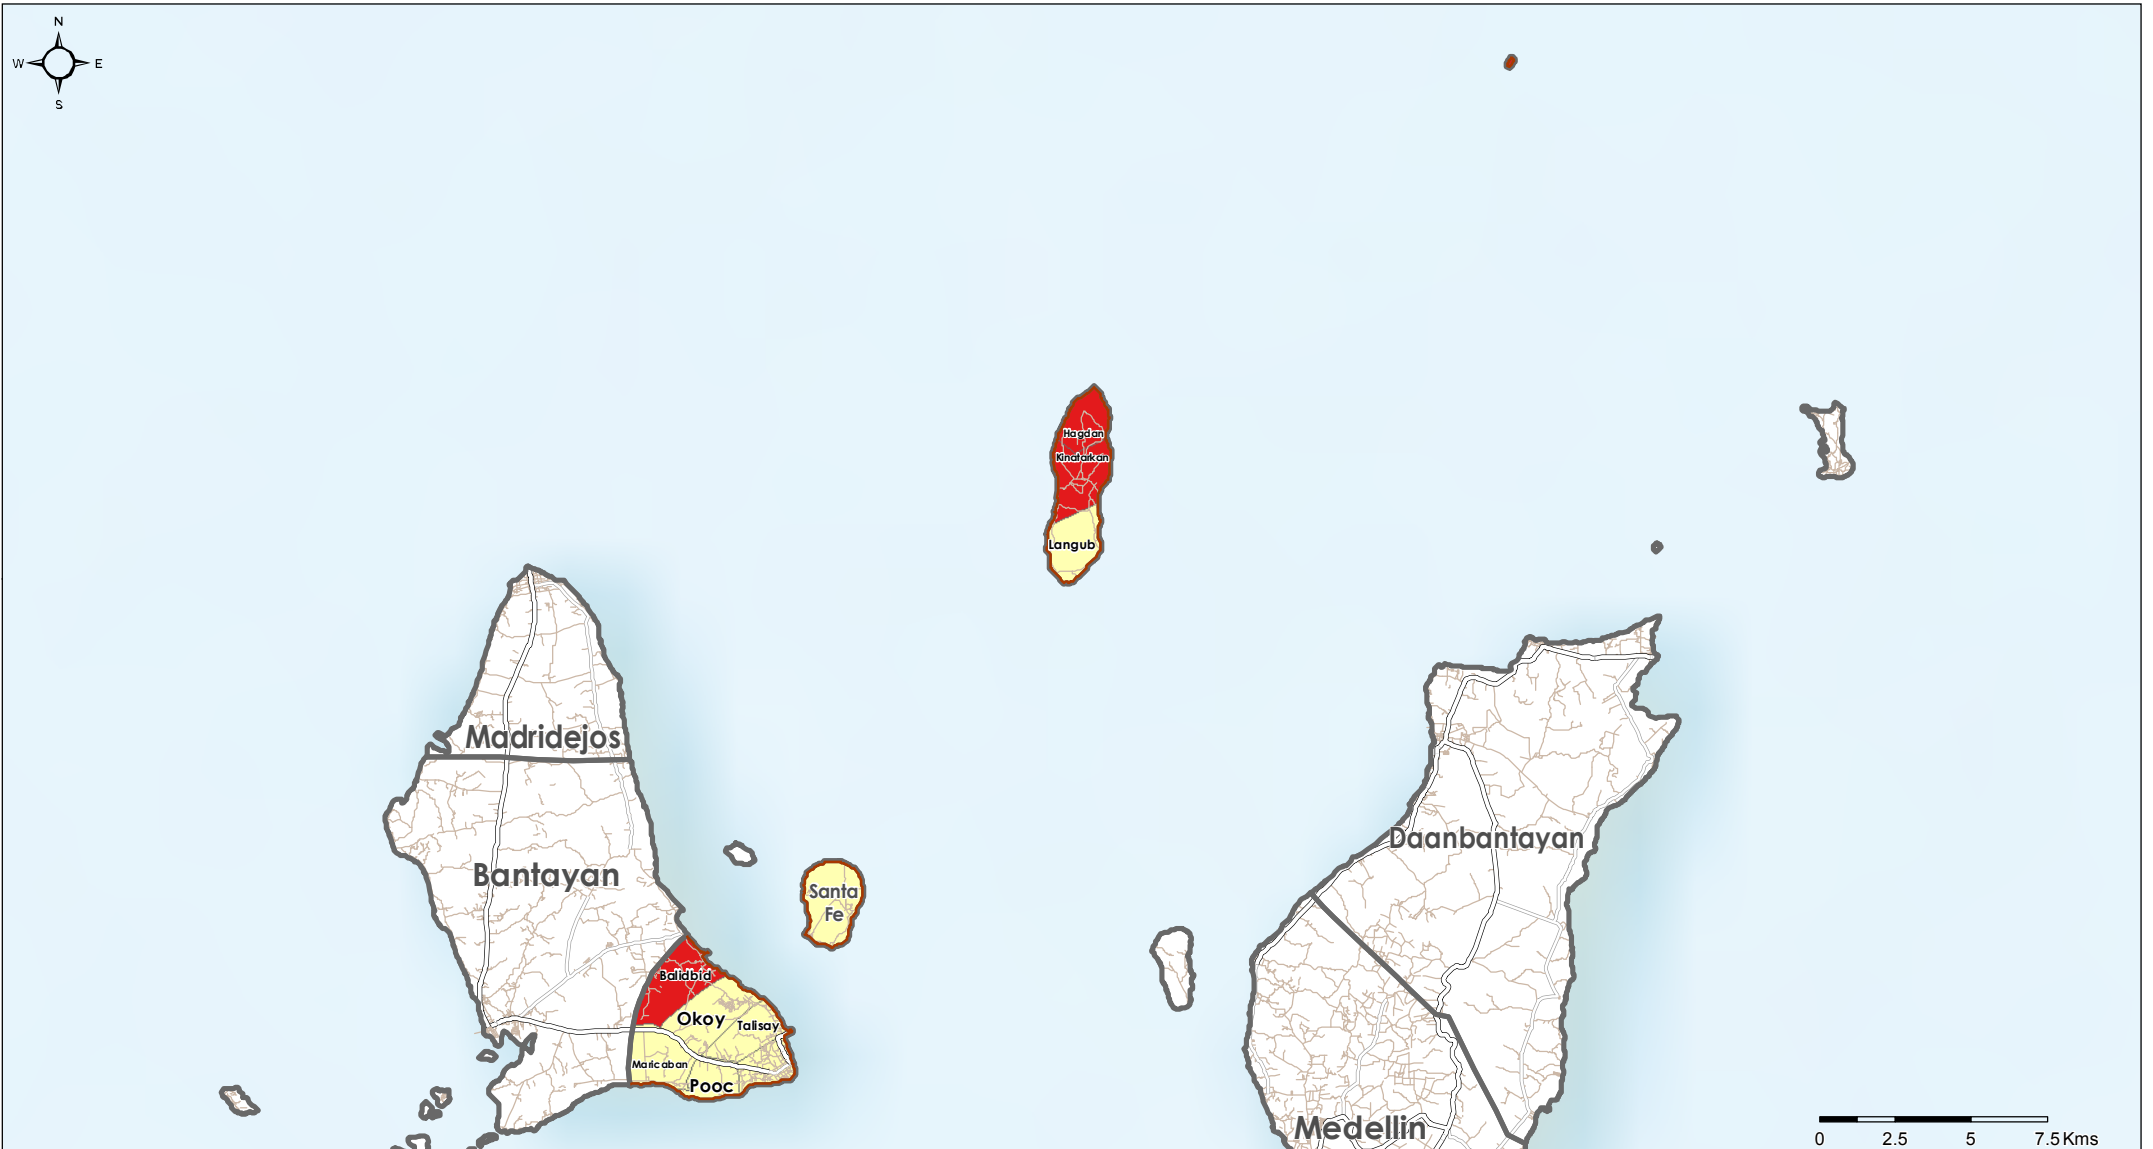 N
W E
S
Hagdan
Kinatarkan
Langub
Madridejos
Daanbantayan
Bantayan
Santa
Fe
Balidbid
Okoy
Talisay
Maricaban
Pooc
Medellin
0 2.5 5 7.5 Kms